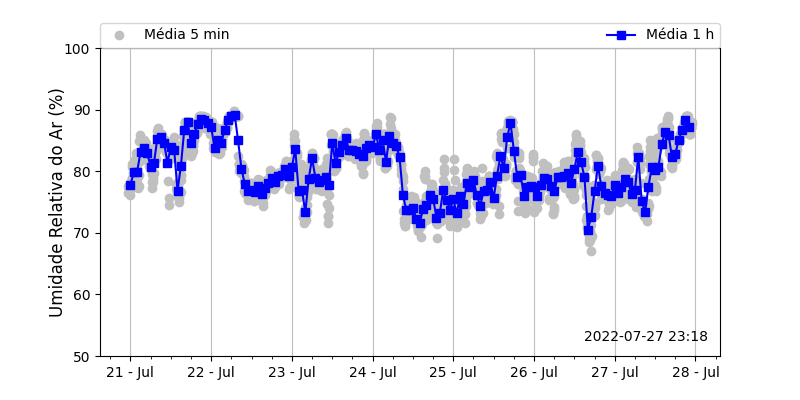 Média 5 min
Média 1 h
Umidade Relativa do Ar (%)
100
90
80
70
60
50
2022-07-27 23:18
21 - Jul
22 - Jul
23 - Jul
24 - Jul
25 - Jul
26 - Jul
27 - Jul
28 - Jul